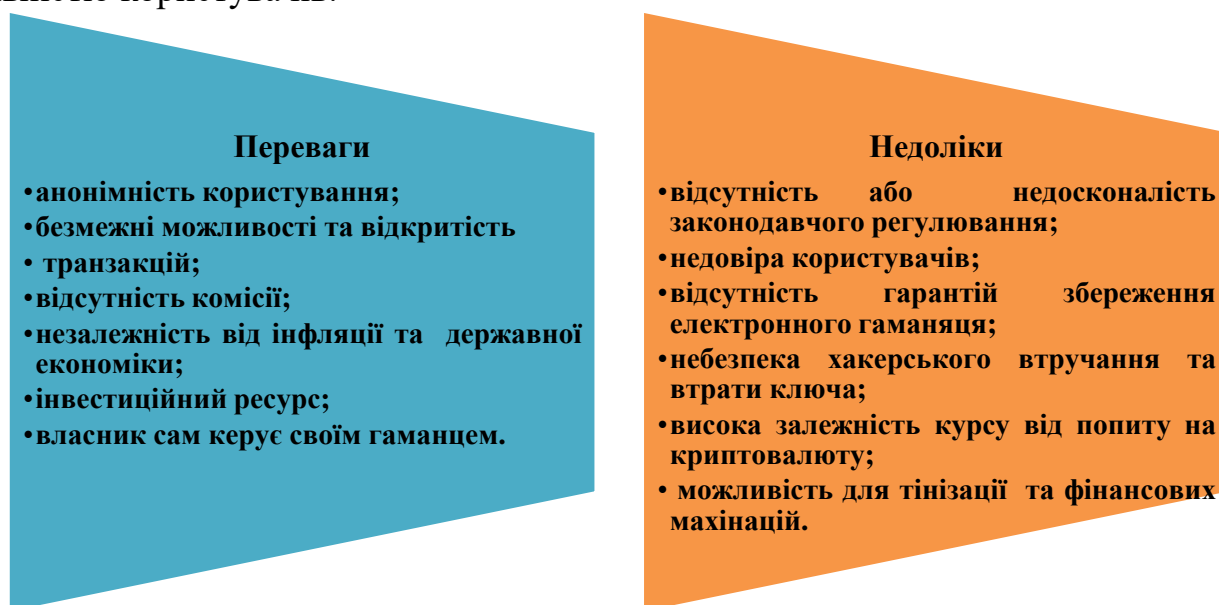 Переваги
•анонімність користування;
•безмежні можливості та відкритість
• транзакцій;
•відсутність комісії;
•незалежність від інфляції та державної
економіки;
•інвестиційний ресурс;
•власник сам керує своїм гаманцем.
Недоліки
•відсутність або недосконалість
законодавчого регулювання;
•недовіра користувачів;
•відсутність гарантій збереження
електронного гаманяця;
•небезпека хакерського втручання та
втрати ключа;
•висока залежність курсу від попиту на
криптовалюту;
• можливість для тінізації та фінансових
махінацій.